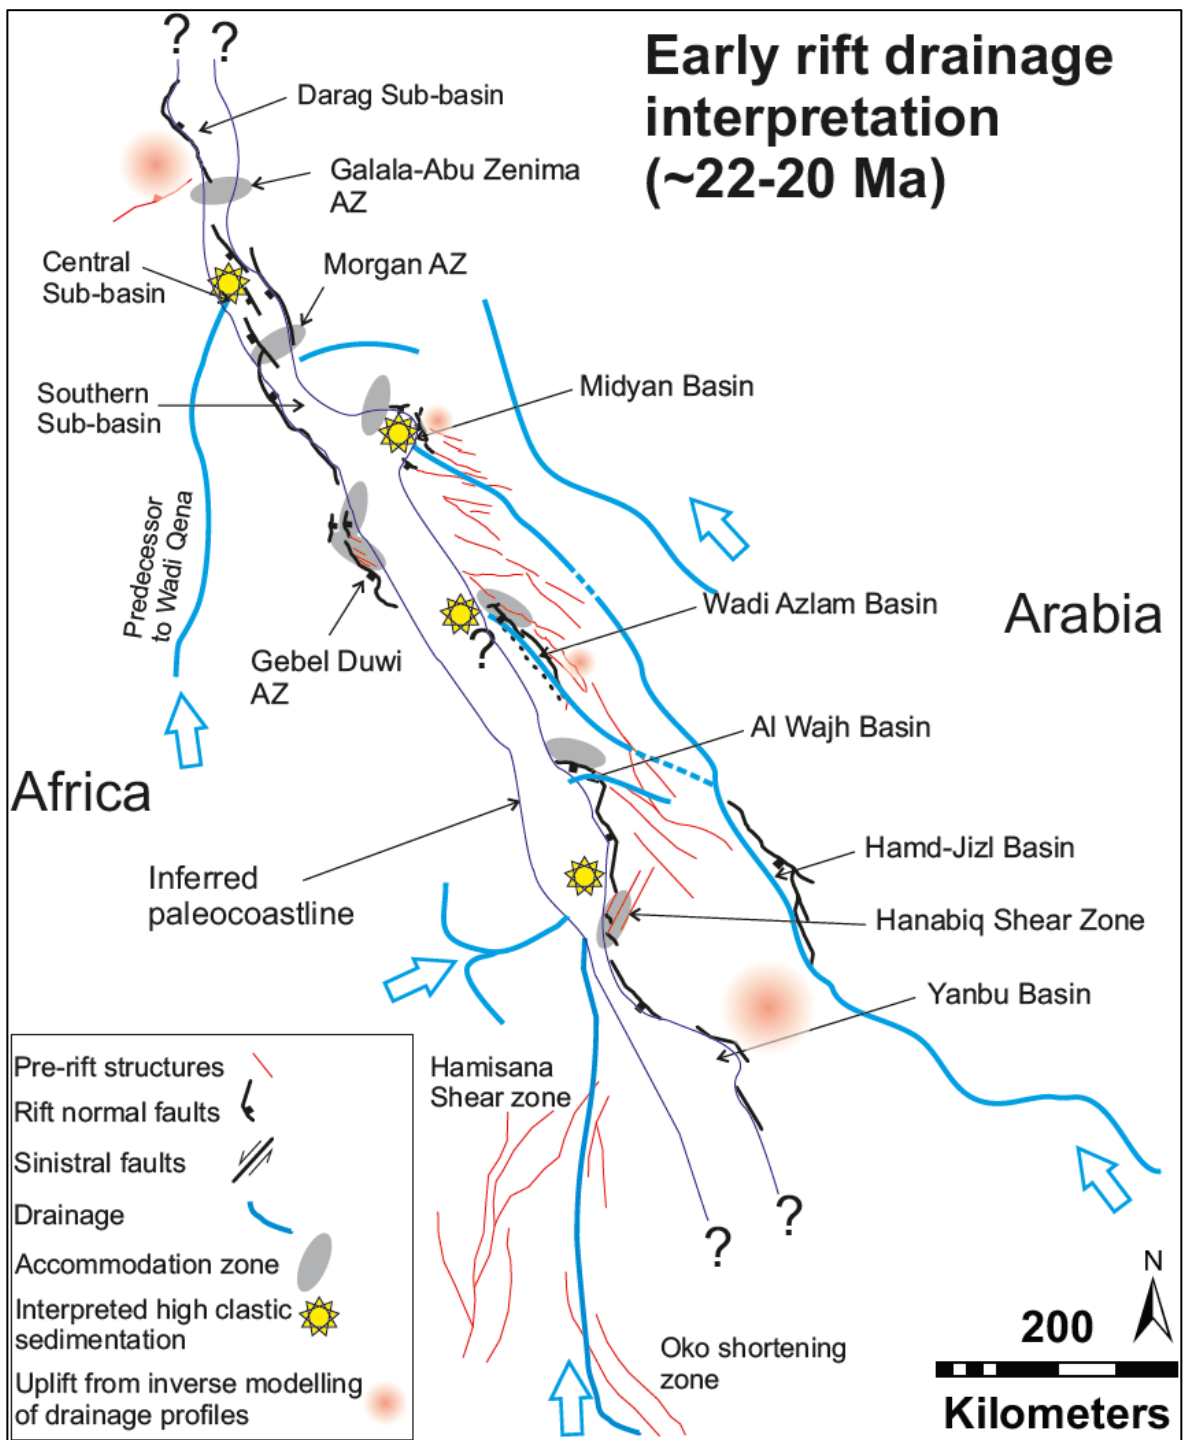 ? ?
Early rift drainage
interpretation
(~22-20 Ma)
Darag Sub-basin
Galala-Abu Zenima
AZ
Central
Sub-basin
Morgan AZ
Southern
Sub-basin
Midyan Basin
Predecessor
to Wadi Qena
Wadi Azlam Basin
Arabia
?
Gebel Duwi
AZ
Al Wajh Basin
Africa
Hamd-Jizl Basin
Inferred
paleocoastline
Hanabiq Shear Zone
Yanbu Basin
Hamisana
Shear zone
? ?
Oko shortening
zone
Pre-rift structures
Rift normal faults
Sinistral faults
Drainage
Accommodation zone
Interpreted high clastic
sedimentation
Uplift from inverse modelling
of drainage profiles
N
200
Kilometers